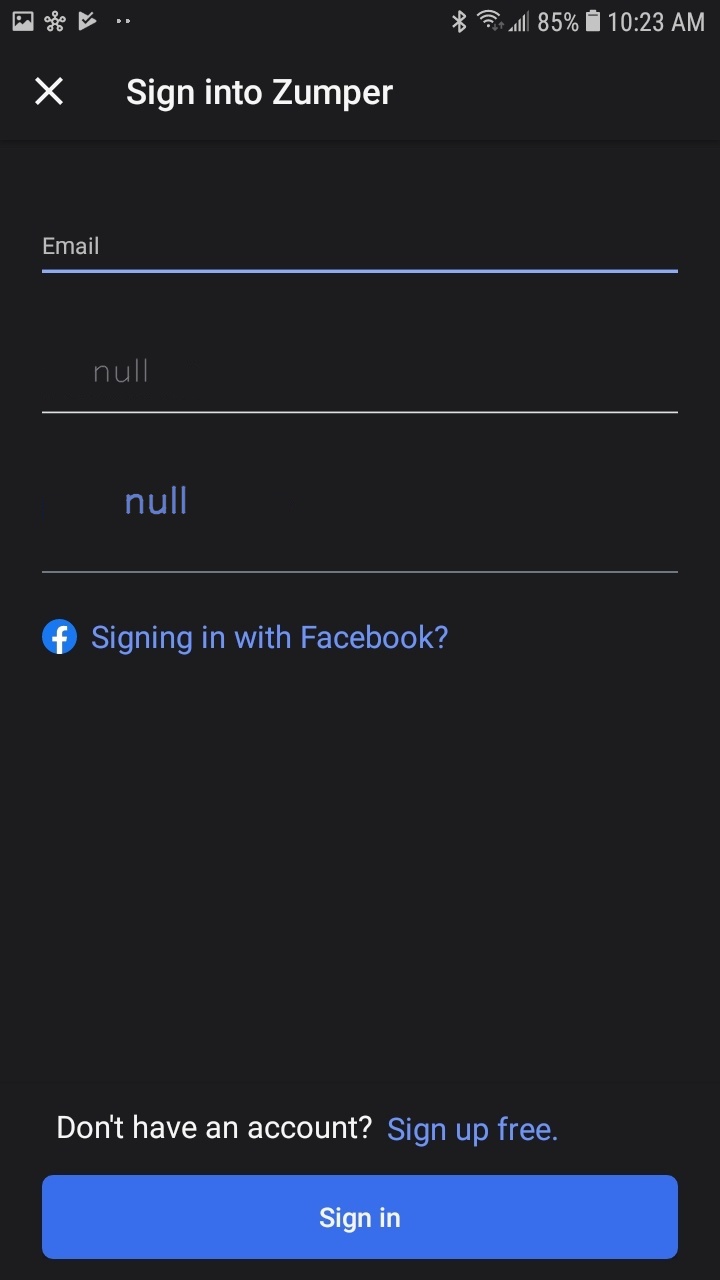 85% 10:23 AM
Sign into Zumper
Email
null
null
Signing in with Facebook?
Don't have an account? Sign up free.
Sign in